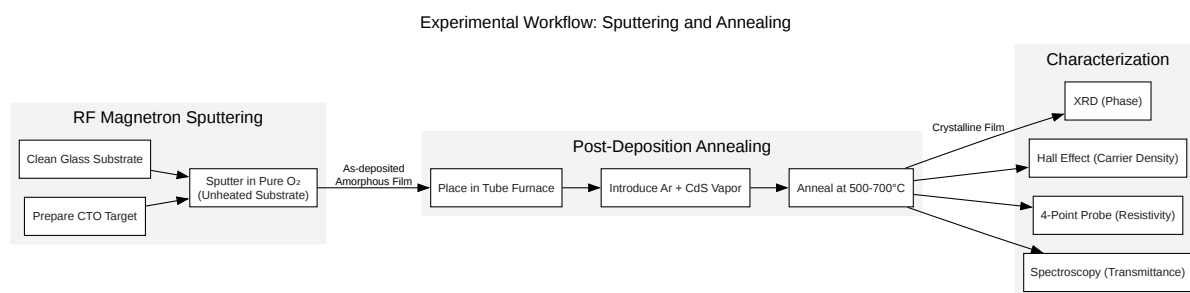 Experimental Workflow: Sputtering and Annealing
RF Magnetron Sputtering
Clean Glass Substrate
Prepare CTO Target
Sputter in Pure O₂
(Unheated Substrate)
As-deposited
Amorphous Film
Post-Deposition Annealing
Place in Tube Furnace
Introduce Ar + CdS Vapor
Anneal at 500-700°C
Crystalline Film
Characterization
XRD (Phase)
Hall Effect (Carrier Density)
4-Point Probe (Resistivity)
Spectroscopy (Transmittance)